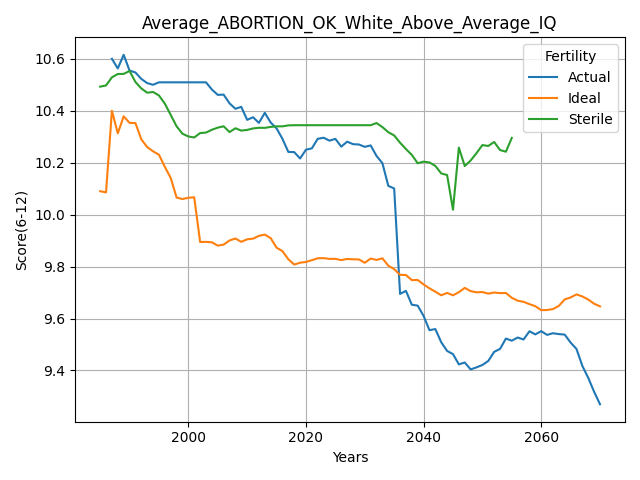 Average_ABORTION_OK_White_Above_Average_IQ
Score(6-12)
10.6
10.4
10.2
10.0
9.8
9.6
9.4
Fertility
Actual
Ideal
Sterile
2000
2020
2040
2060
Years